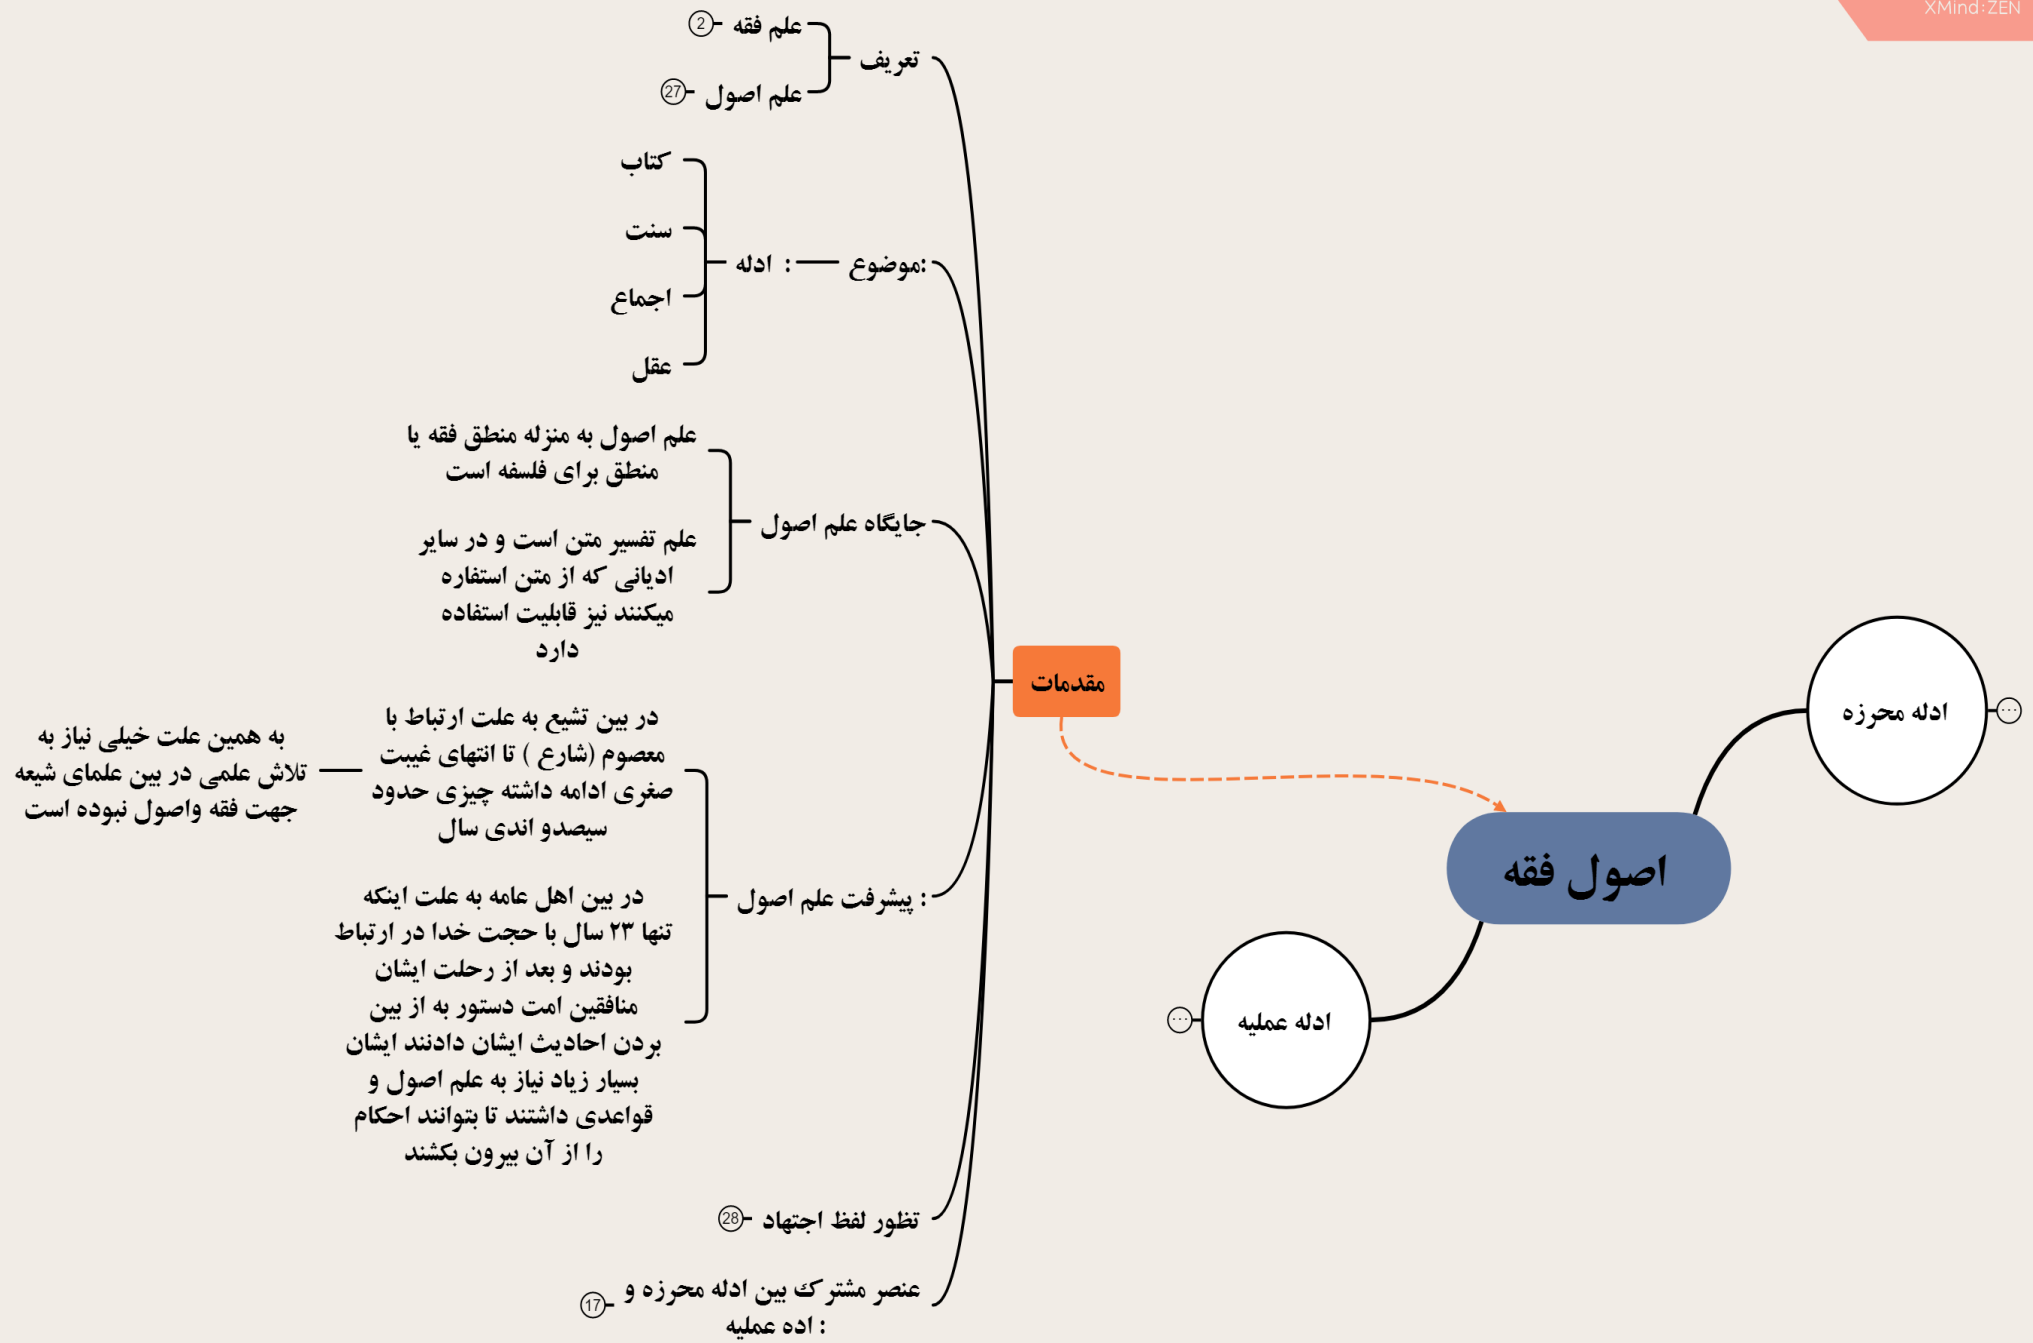 XMind:ZEN
اصول فقه
ادله محرزه
...
ادله عملیه
...
مقدمات
تعریف
علم فقه
2
علم اصول
27
موضوع:
ادله :
کتاب
سنت
اجماع
عقل
جایگاه علم اصول
علم اصول به منزله منطق فقه یا
منطق برای فلسفه است
علم تفسیر متن است و در سایر
ادیانی که از متن استفاره
میکنند نیز قابلیت استفاده
دارد
پیشرفت علم اصول :
در بین تشیع به علت ارتباط با
معصوم (شارع ) تا انتهای غیبت
صغری ادامه داشته چیزی حدود
سیصدو اندی سال
به همین علت خیلی نیاز به
تلاش علمی در بین علمای شیعه
جهت فقه واصول نبوده است
در بین اهل عامه به علت اینکه
تنها ۲۳ سال با حجت خدا در ارتباط
بودند و بعد از رحلت ایشان
منافقین امت دستور به از بین
بردن احادیث ایشان دادنند ایشان
بسیار زیاد نیاز به علم اصول و
قواعدی داشتند تا بتوانند احکام
را از آن بیرون بکشند
تظور لفظ اجتهاد
28
عنصر مشترک بین ادله محرزه و
اده عملیه :
17